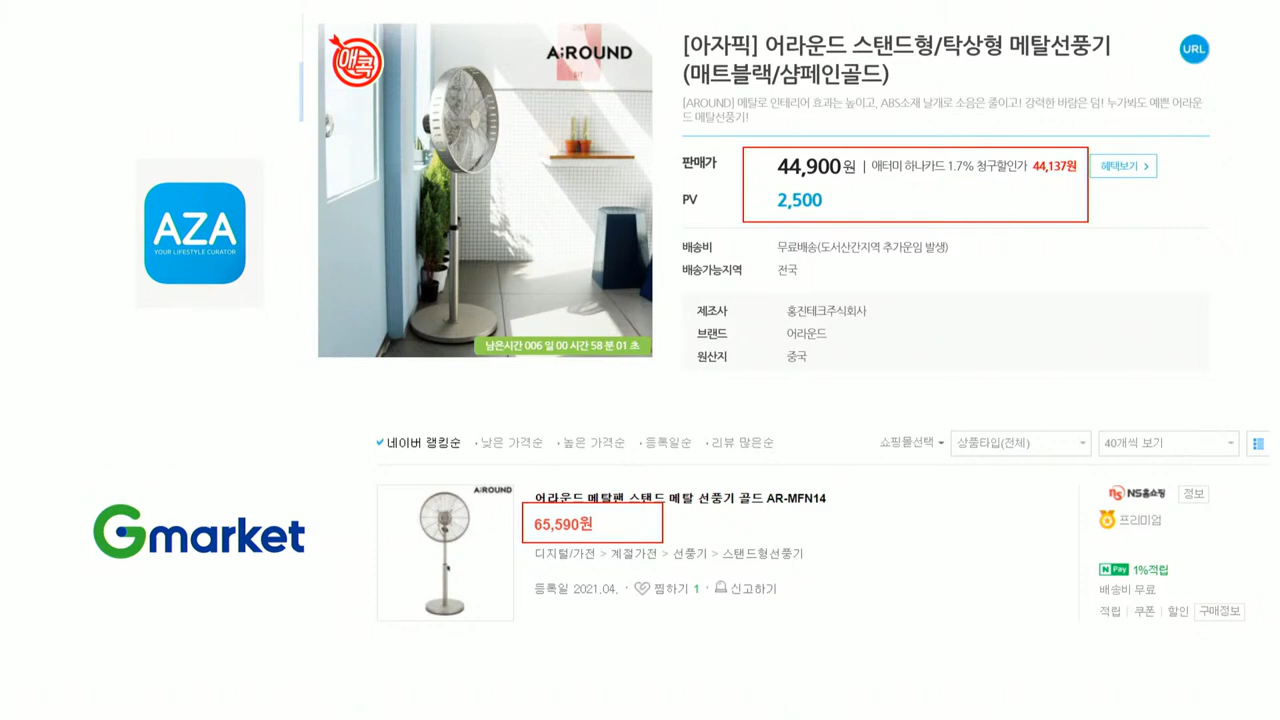 애콕
AiROUND
[아자픽] 어라운드 스탠드형/탁상형 메탈선풍기
(매트블랙/샴페인골드)
URL
[AROUND] 메탈로 인테리어 효과는 높이고, ABS소재 날개로 소음은 줄이고! 강력한 바람은 덤! 누가봐도 예쁜 어라운
드 메탈선풍기!
판매가 44,900원 | 애터미 하나카드 1.7% 청구할인가 44,137원 혜택보기 >
PV 2,500
AZA
YOUR LIFESTYLE CURATOR
배송비 무료배송(도서산간지역 추가운임 발생)
배송가능지역 전국
제조사 홍진테크주식회사
브랜드 어라운드
원산지 중국
남은시간 006 일 00 시간 58 분 01 초
네이버 랭킹순 낮은 가격순 높은 가격순 등록일순 리뷰 많은순 쇼핑몰선택 상품타입(전체) 40개씩 보기
AiROUND
어라운드 메탈팬 스탠드 메탈 선풍기 골드 AR-MFN14
NS홈쇼핑 정보
65,590원
프리미엄
Gmarket
디지털/가전 > 계절가전 > 선풍기 > 스탠드형선풍기
N Pay 1%적립
등록일 2021.04. · 찜하기 1 · 신고하기
배송비 무료
적립 | 쿠폰 | 할인 구매정보